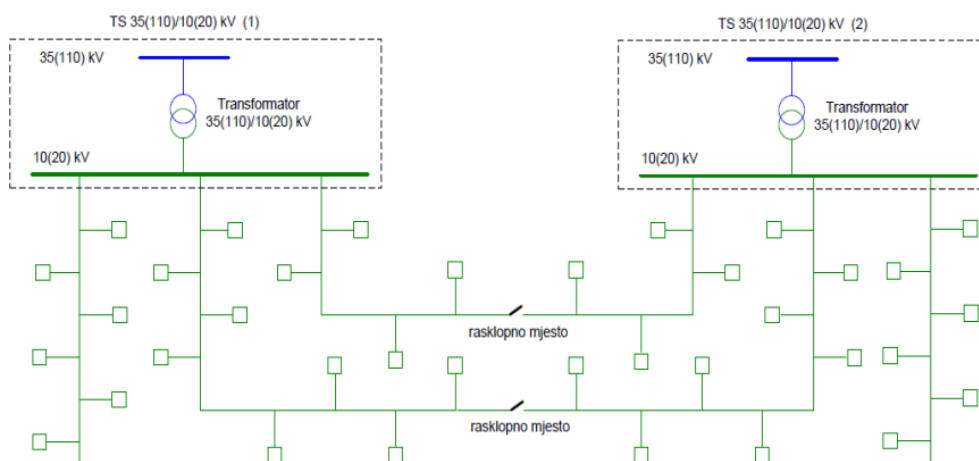 TS 35(110)/10(20) kV (1)
TS 35(110)/10(20) kV (2)
35(110) kV
35(110) kV
Transformator
35(110)/10(20) kV
Transformator
35(110)/10(20) kV
10(20) kV
10(20) kV
rasklopno mjesto
rasklopno mjesto